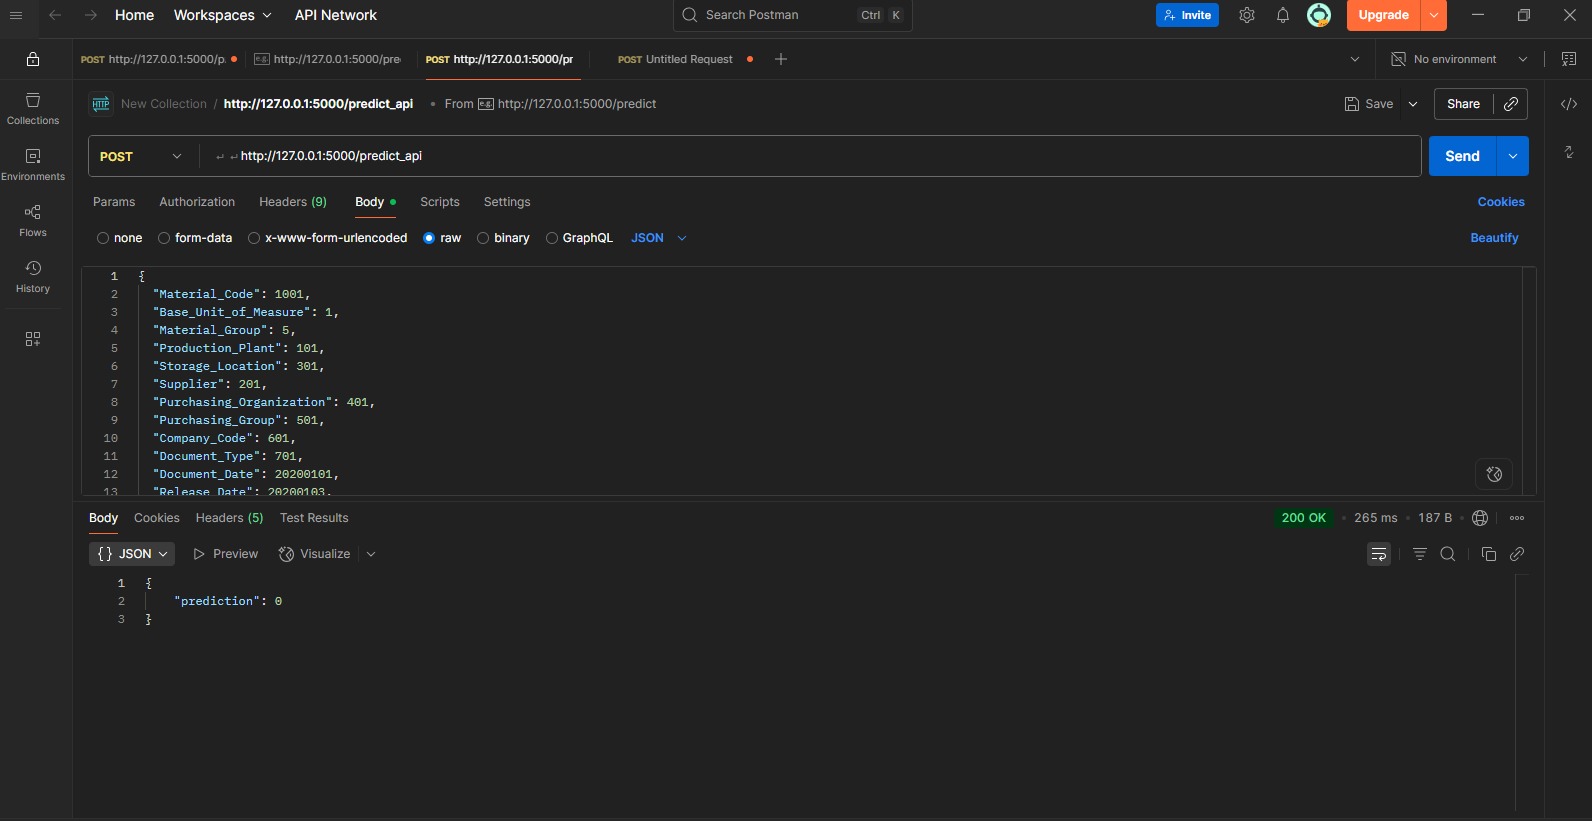 Home Workspaces API Network Search Postman Ctrl K Invite Upgrade
POST http://127.0.0.1:5000/p. e.g. http://127.0.0.1:5000/pre POST http://127.0.0.1:5000/pr POST Untitled Request No environment
HTTP New Collection / http://127.0.0.1:5000/predict_api • From e.g. http://127.0.0.1:5000/predict Save Share
POST ↵ ↵ http://127.0.0.1:5000/predict_api Send
Params Authorization Headers (9) Body Scripts Settings Cookies
none form-data x-www-form-urlencoded raw binary GraphQL JSON Beautify
Collections
Environments
Flows
History
1 {
2 "Material_Code": 1001,
3 "Base_Unit_of_Measure": 1,
4 "Material_Group": 5,
5 "Production_Plant": 101,
6 "Storage_Location": 301,
7 "Supplier": 201,
8 "Purchasing_Organization": 401,
9 "Purchasing_Group": 501,
10 "Company_Code": 601,
11 "Document_Type": 701,
12 "Document_Date": 20200101,
13 "Release_Date": 20200103,
Body Cookies Headers (5) Test Results 200 OK • 265 ms • 187 B
{} JSON Preview Visualize
1 {
2 "prediction": 0
3 }